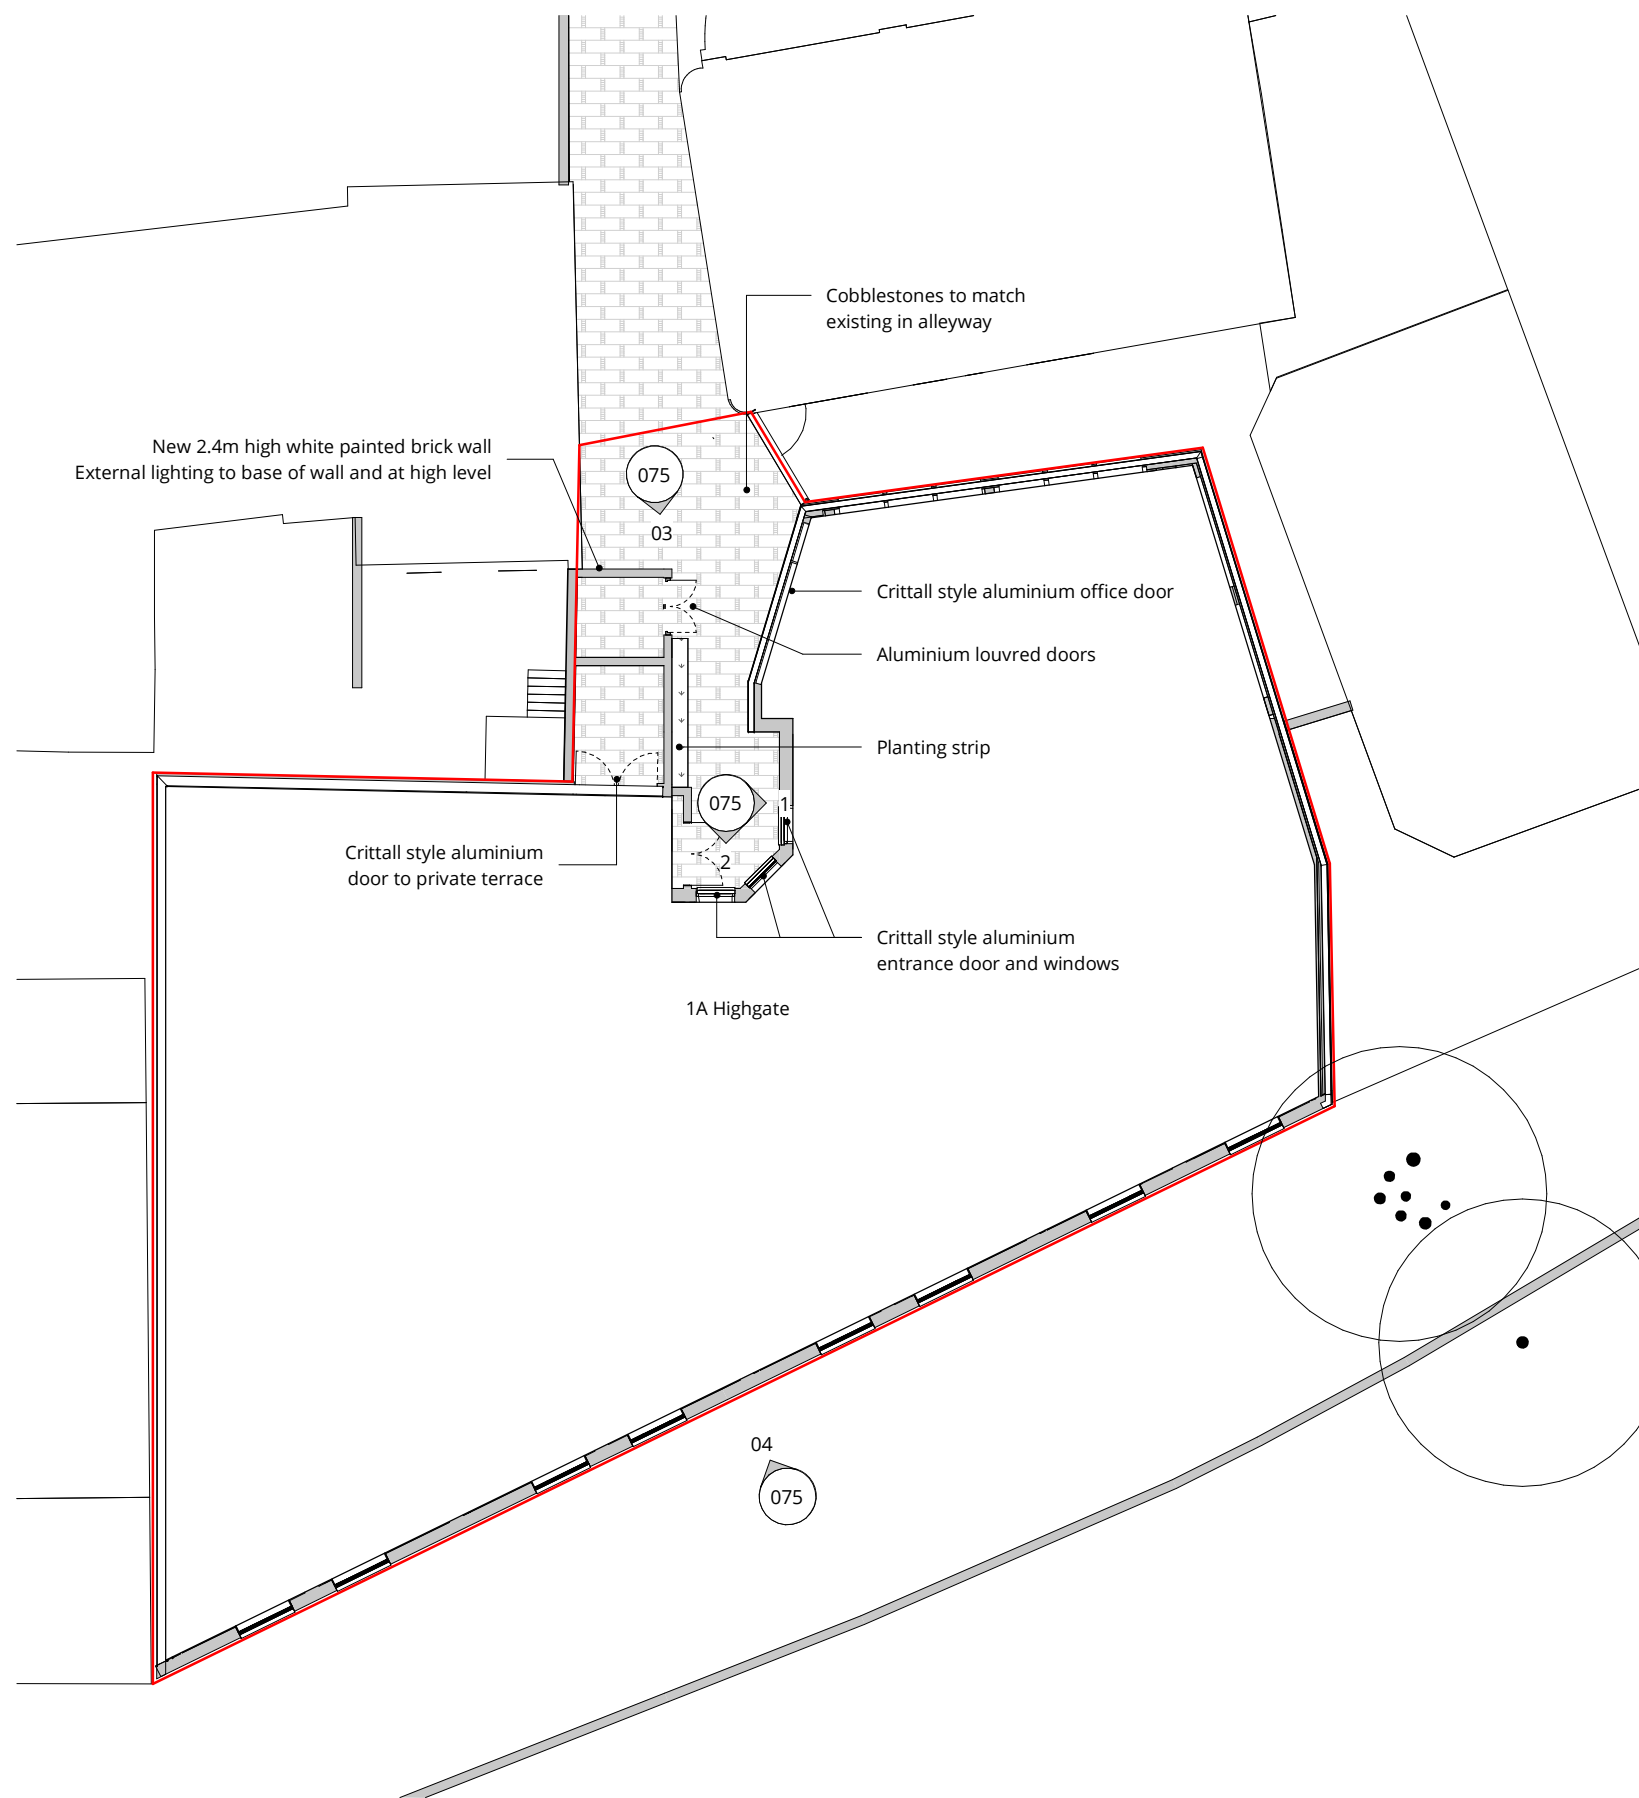 Cobblestones to match
existing in alleyway
New 2.4m high white painted brick wall
External lighting to base of wall and at high level
075
03
Crittall style aluminium office door
Aluminium louvred doors
Planting strip
075
1
2
Crittall style aluminium
door to private terrace
Crittall style aluminium
entrance door and windows
1A Highgate
04
075